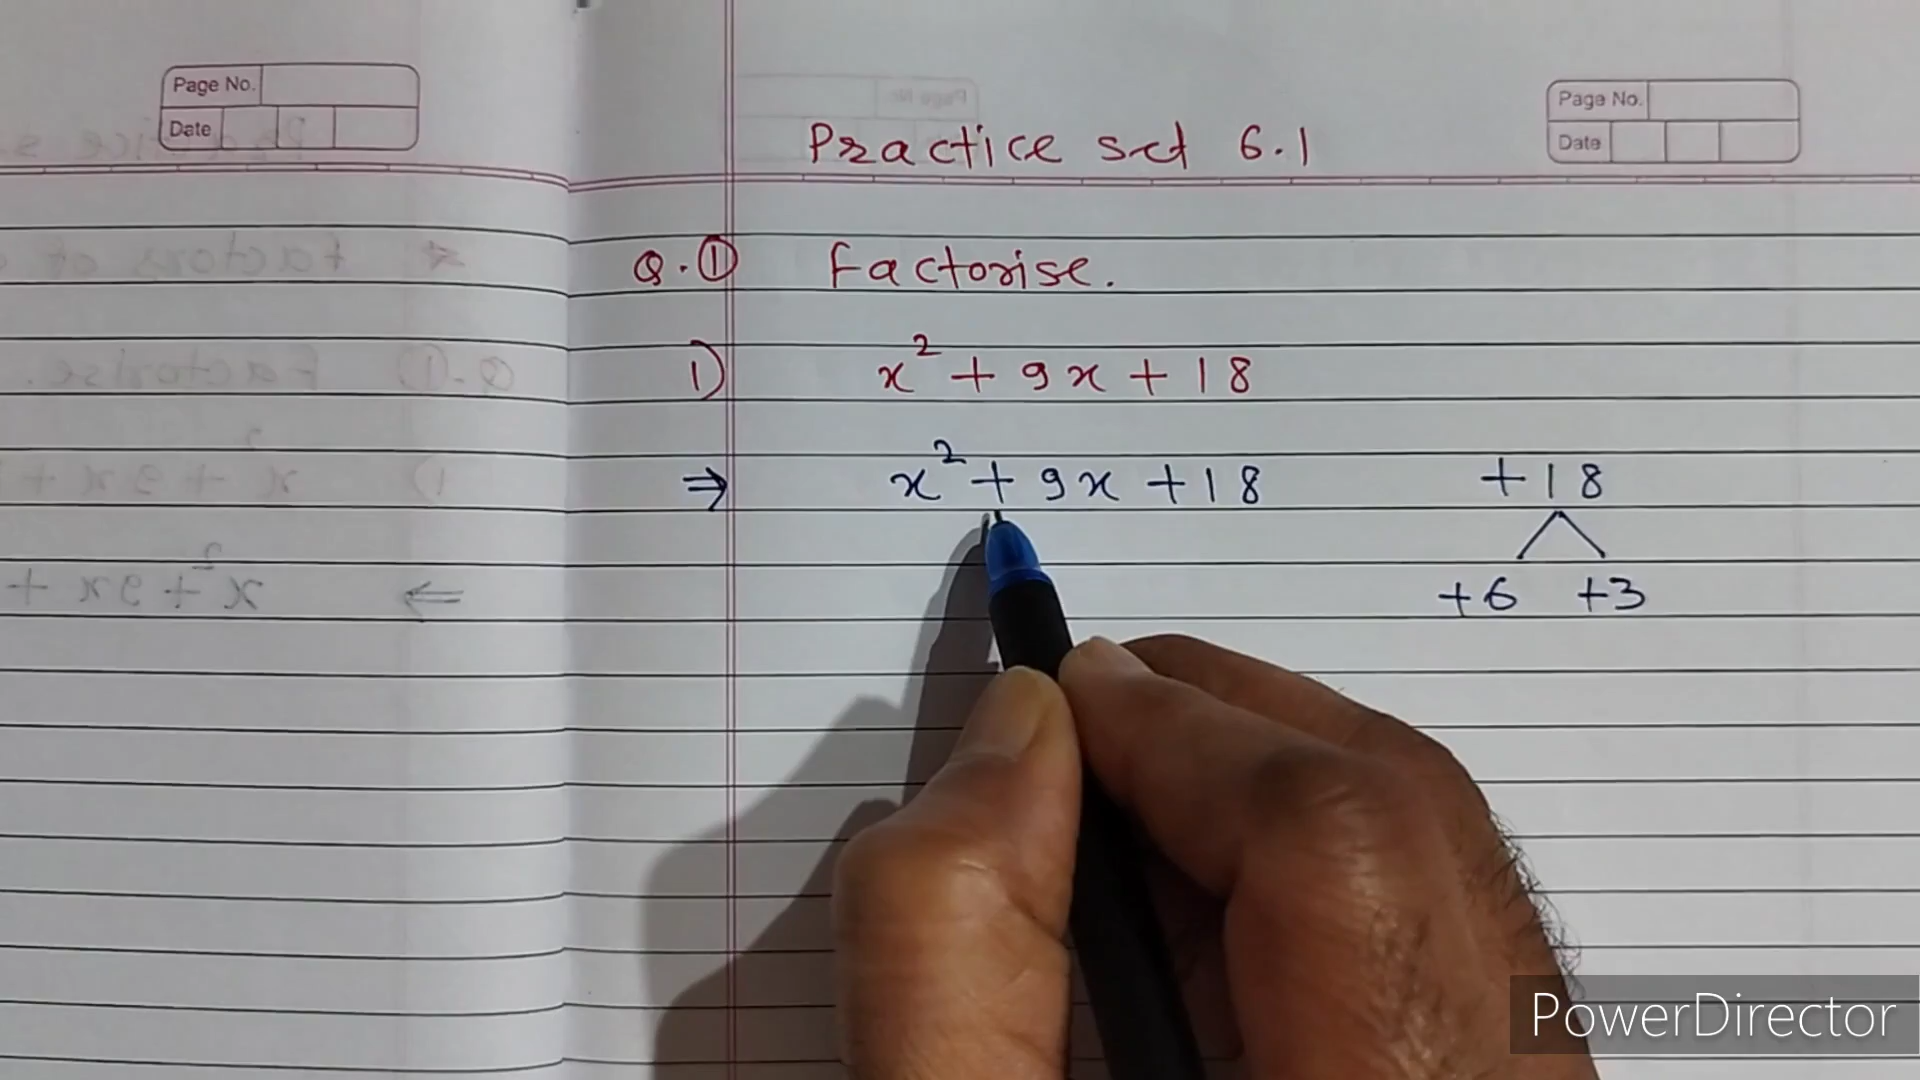 Page No.
Date
Page No.
Date
Practice set 6.1
Q.① Factorise.
1) x² + 9x + 18
⇒ x² + 9x + 18 +18
+6 +3
PowerDirector